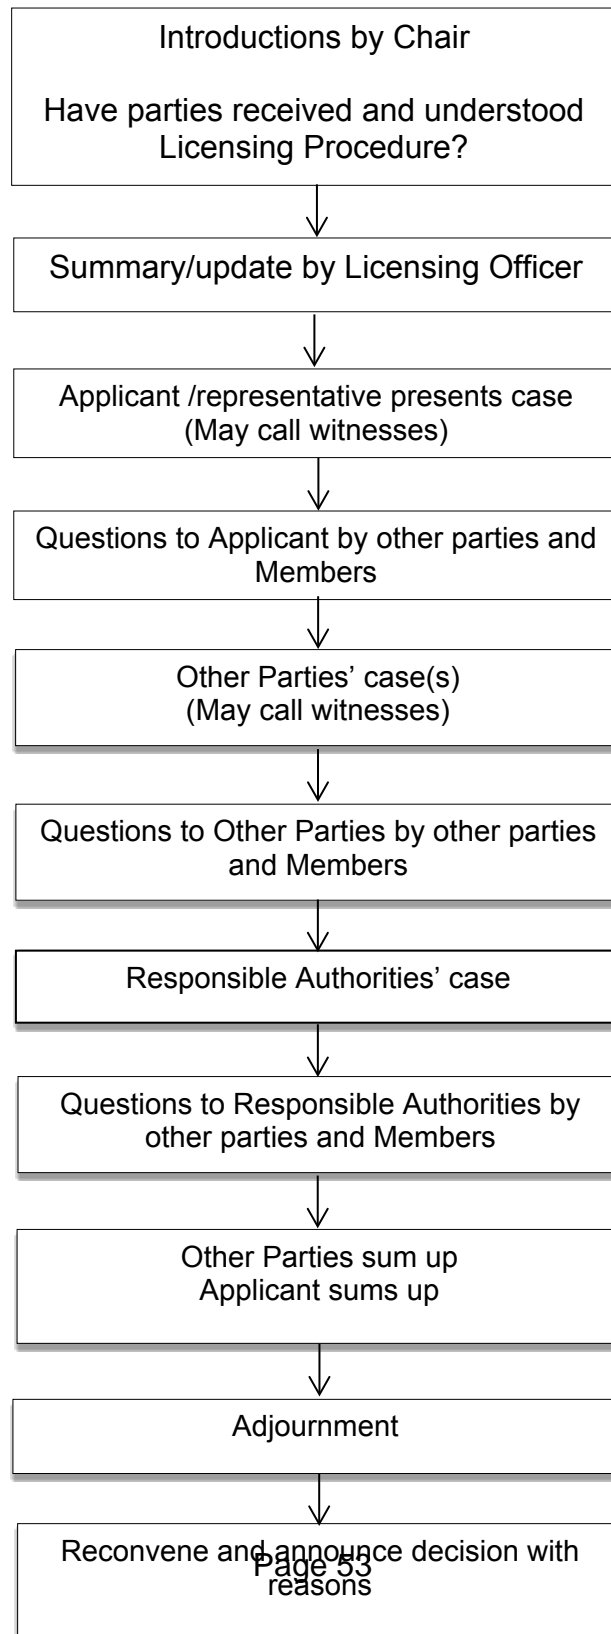 Introductions by Chair
Have parties received and understood
Licensing Procedure?
Summary/update by Licensing Officer
Applicant /representative presents case
(May call witnesses)
Questions to Applicant by other parties and
Members
Other Parties’ case(s)
(May call witnesses)
Questions to Other Parties by other parties
and Members
Responsible Authorities’ case
Questions to Responsible Authorities by
other parties and Members
Other Parties sum up
Applicant sums up
Adjournment
Reconvene and announce decision with
Page 53
reasons